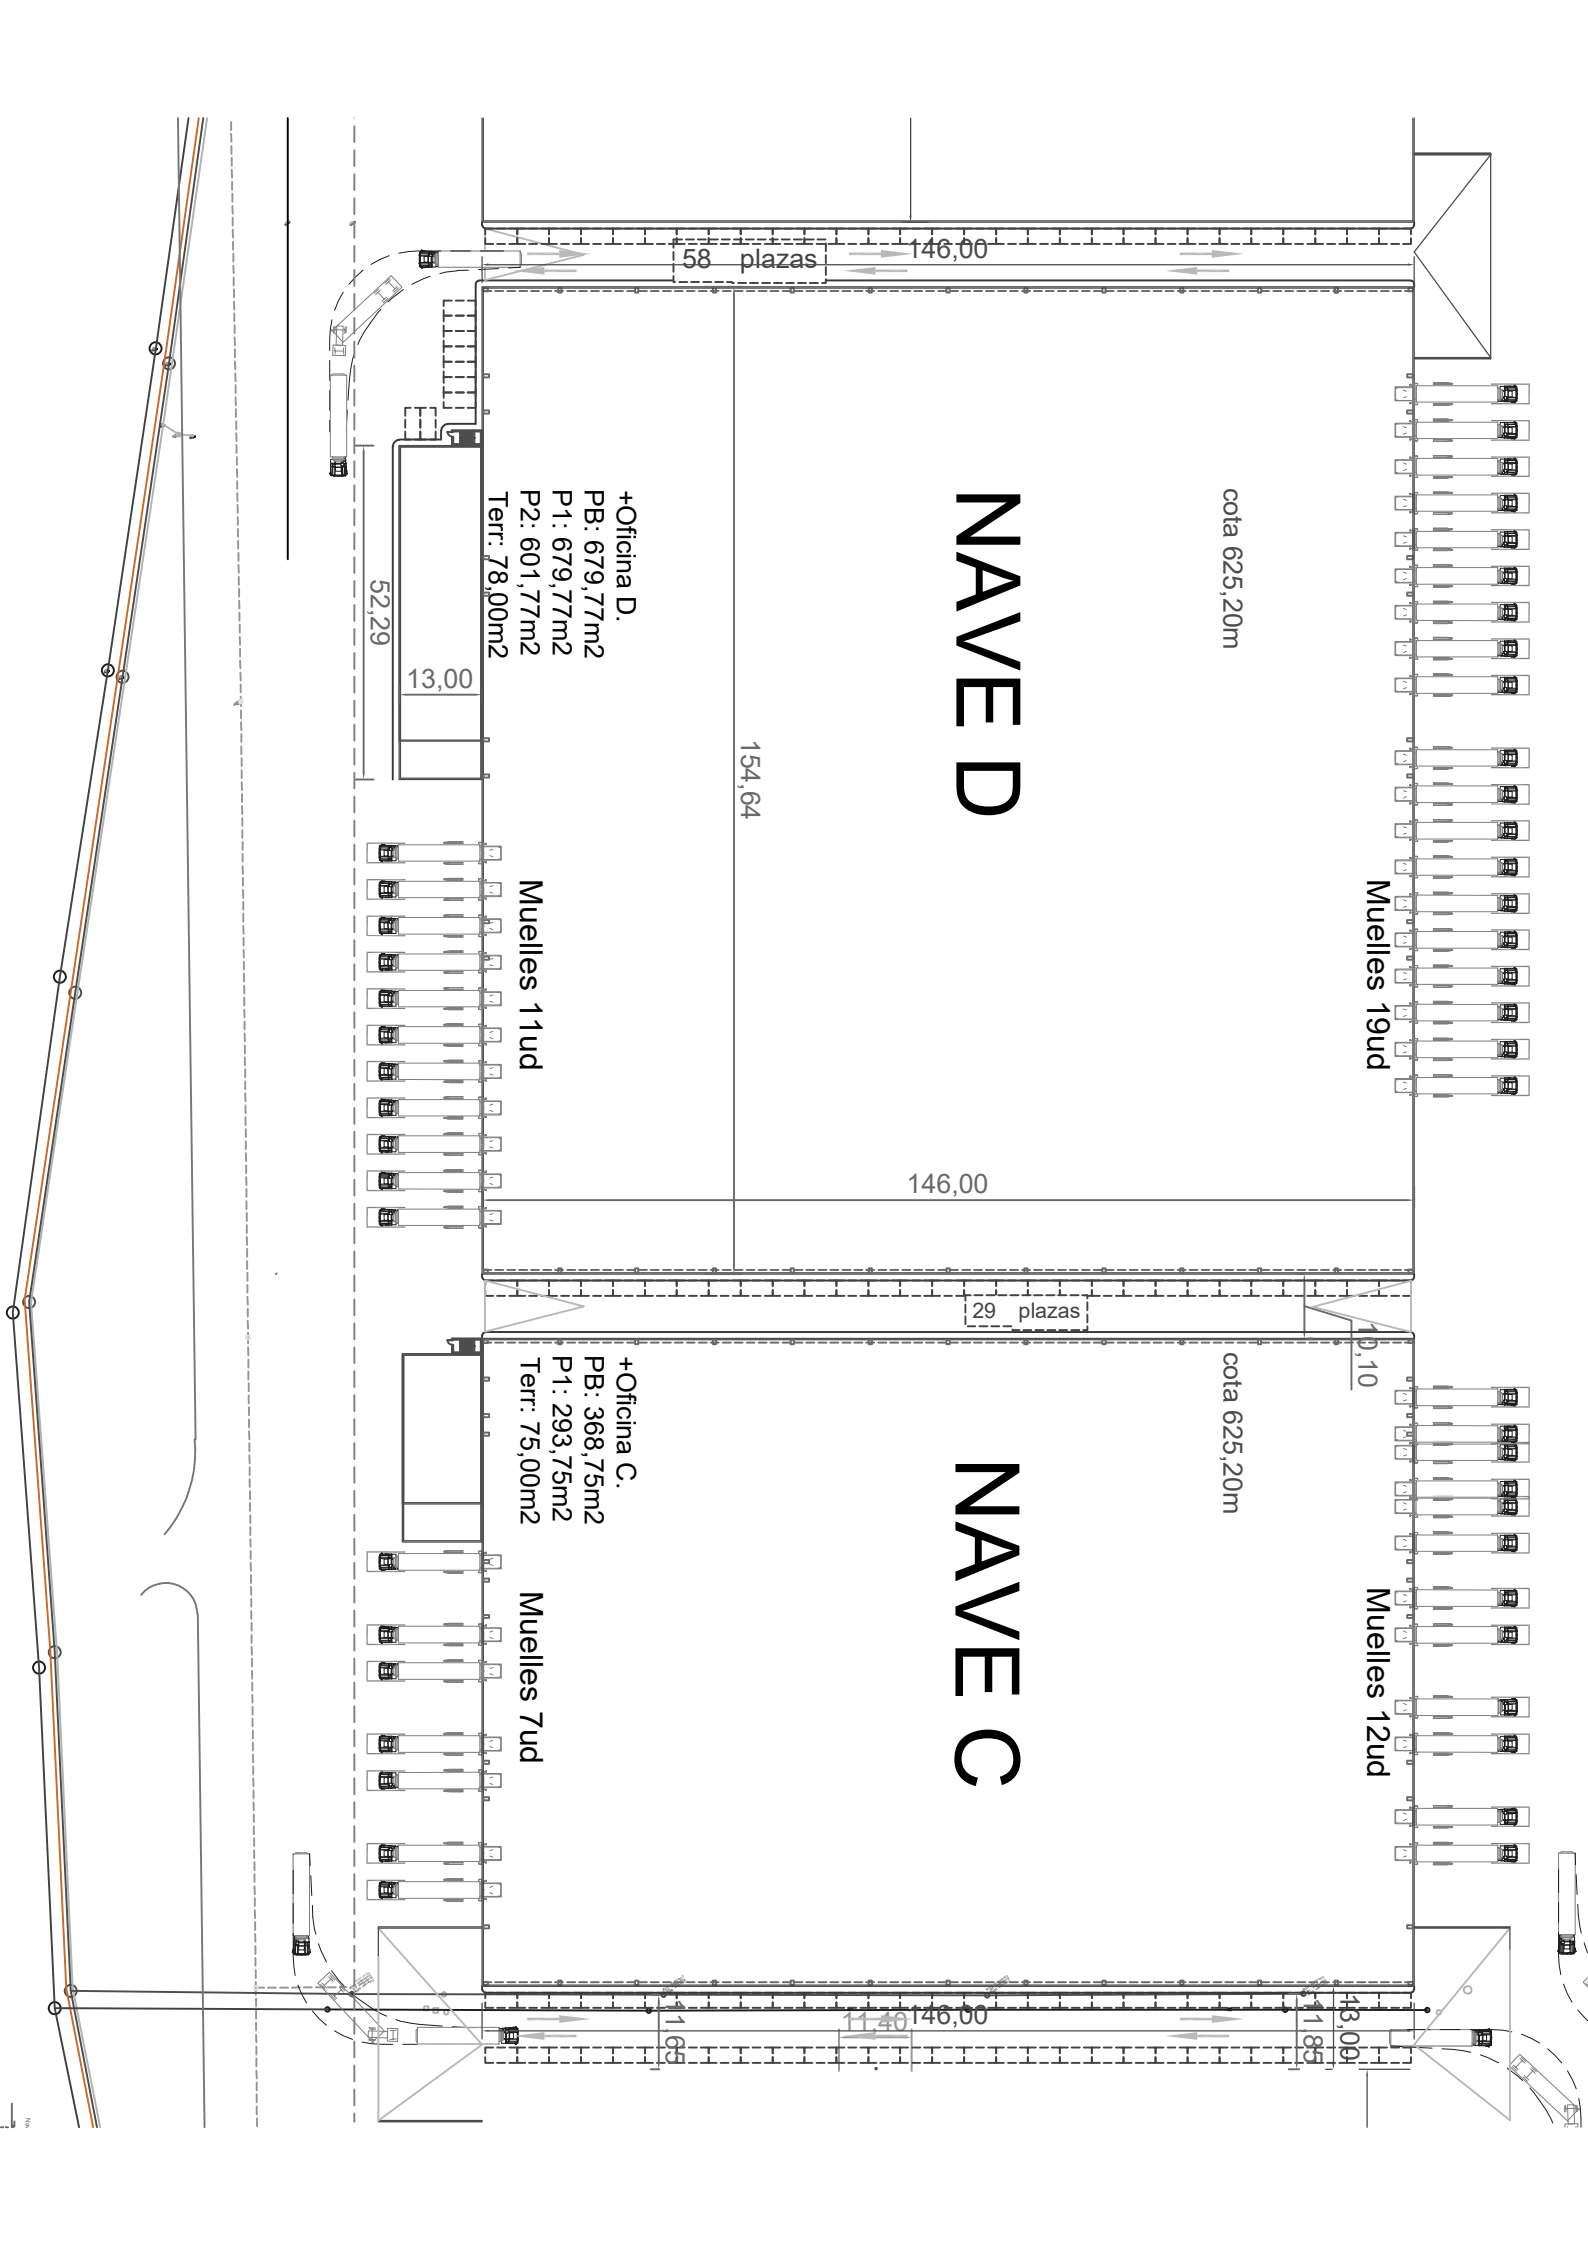 58 plazas
146,00
NAVE D
cota 625,20m
+Oficina D.
PB: 679,77m2
P1: 679,77m2
P2: 601,77m2
Terr: 78,00m2
52,29
13,00
154,64
Muelles 11ud
Muelles 19ud
146,00
29 plazas
10,10
NAVE C
cota 625,20m
+Oficina C.
PB: 368,75m2
P1: 293,75m2
Terr: 75,00m2
Muelles 7ud
Muelles 12ud
11,65
11,40
146,00
11,85
13,00